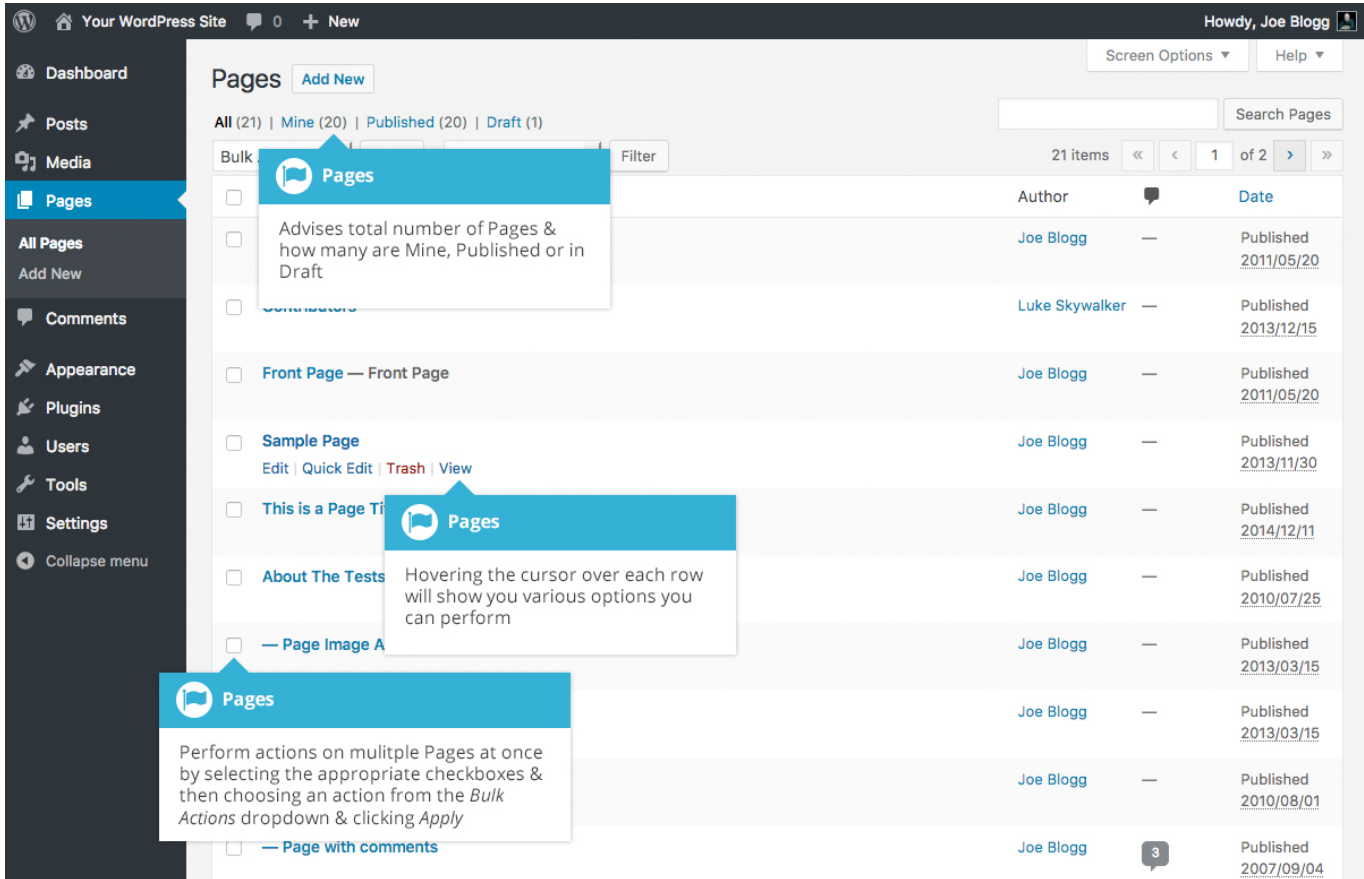 Your WordPress Site 0 + New Howdy, Joe Blogg
Screen Options ▼ Help ▼
Dashboard
Posts
Media
Pages
All Pages
Add New
Comments
Appearance
Plugins
Users
Tools
Settings
Collapse menu
Pages Add New
All (21) | Mine (20) | Published (20) | Draft (1)
Search Pages
Bulk
Filter
21 items « ‹ 1 of 2 › »
Pages
Advises total number of Pages &
how many are Mine, Published or in
Draft
Author Date
Joe Blogg — Published
2011/05/20
Contributors Luke Skywalker — Published
2013/12/15
Front Page — Front Page Joe Blogg — Published
2011/05/20
Sample Page Joe Blogg — Published
Edit | Quick Edit | Trash | View 2013/11/30
This is a Page Joe Blogg — Published
2014/12/11
Pages
Hovering the cursor over each row
will show you various options you
can perform
About The Tests Joe Blogg — Published
2010/07/25
— Page Image Joe Blogg — Published
2013/03/15
Pages
Perform actions on mulitple Pages at once
by selecting the appropriate checkboxes &
then choosing an action from the Bulk
Actions dropdown & clicking Apply
Joe Blogg — Published
2013/03/15
Joe Blogg — Published
2010/08/01
— Page with comments Joe Blogg 3 Published
2007/09/04